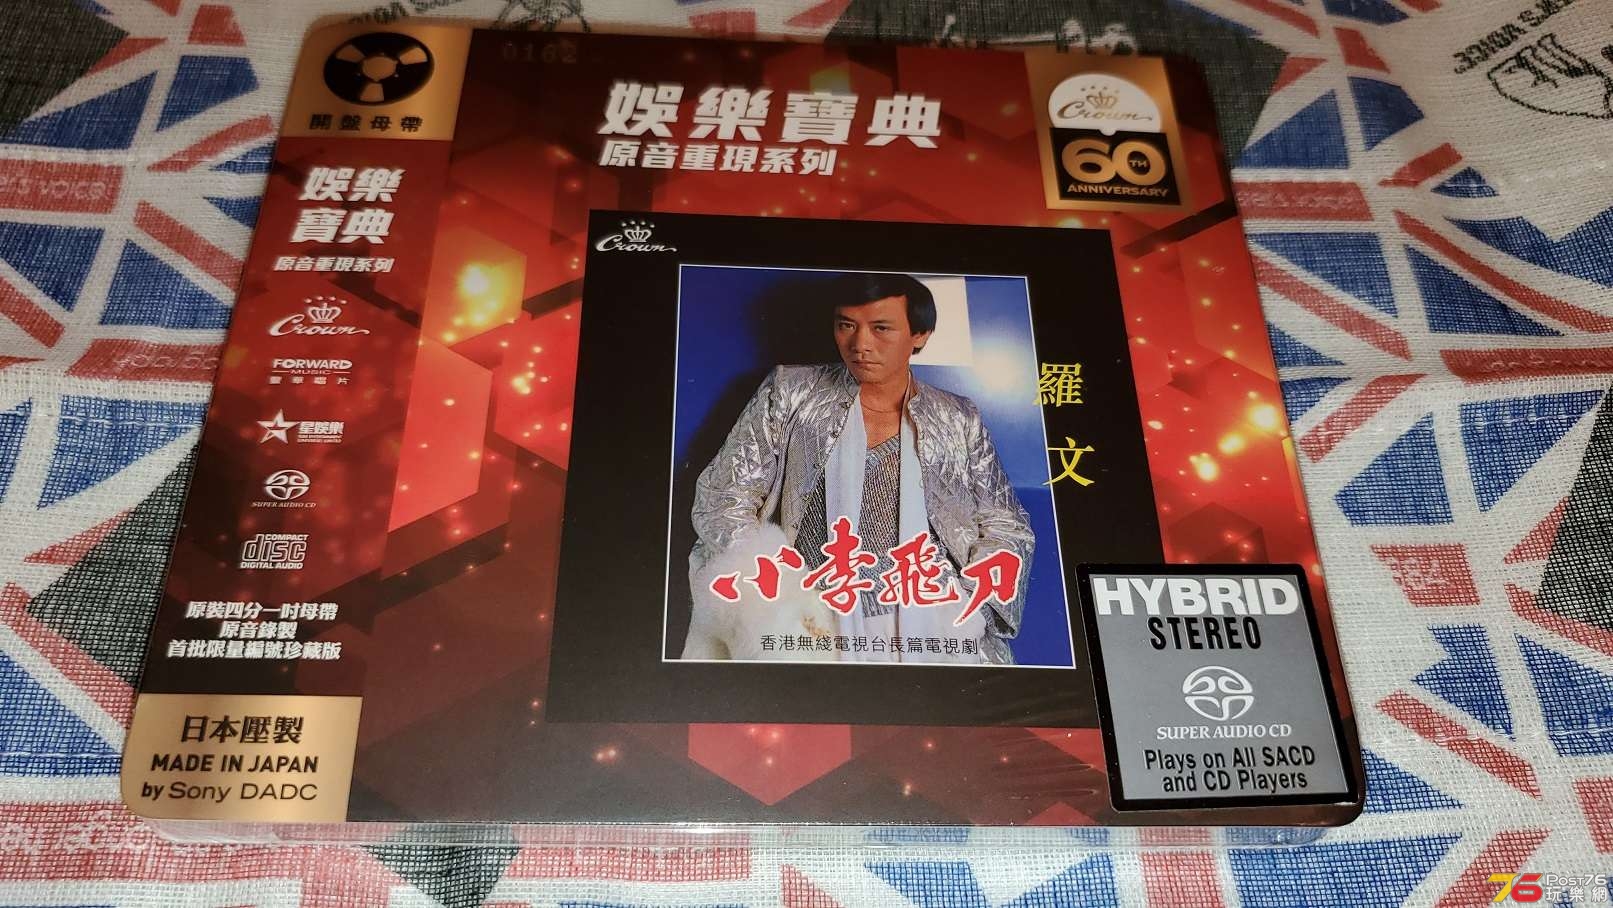 0162
開盤母帶
娛樂寶典
原音重現系列
Crown
60TH
ANNIVERSARY
娛樂
寶典
原音重現系列
Crown
FORWARD
MUSIC
豐華唱片
星娛樂
SUPER AUDIO CD
COMPACT
disc
DIGITAL AUDIO
原裝四分一吋母帶
原音錄製
首批限量編號珍藏版
日本壓製
MADE IN JAPAN
by Sony DADC
Crown
羅文
小李飛刀
香港無綫電視台長篇電視劇
HYBRID
STEREO
SUPER AUDIO CD
Plays on All SACD
and CD Players
76 POST76
玩樂網